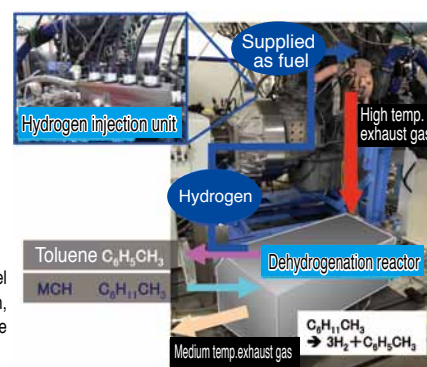 Supplied
as fuel
Hydrogen injection unit
High temp.
exhaust gas
Hydrogen
Toluene C₆H₅CH₃
Dehydrogenation reactor
MCH C₆H₁₁CH₃
C₆H₁₁CH₃
➔ 3H₂+C₆H₅CH₃
Medium temp.exhaust gas